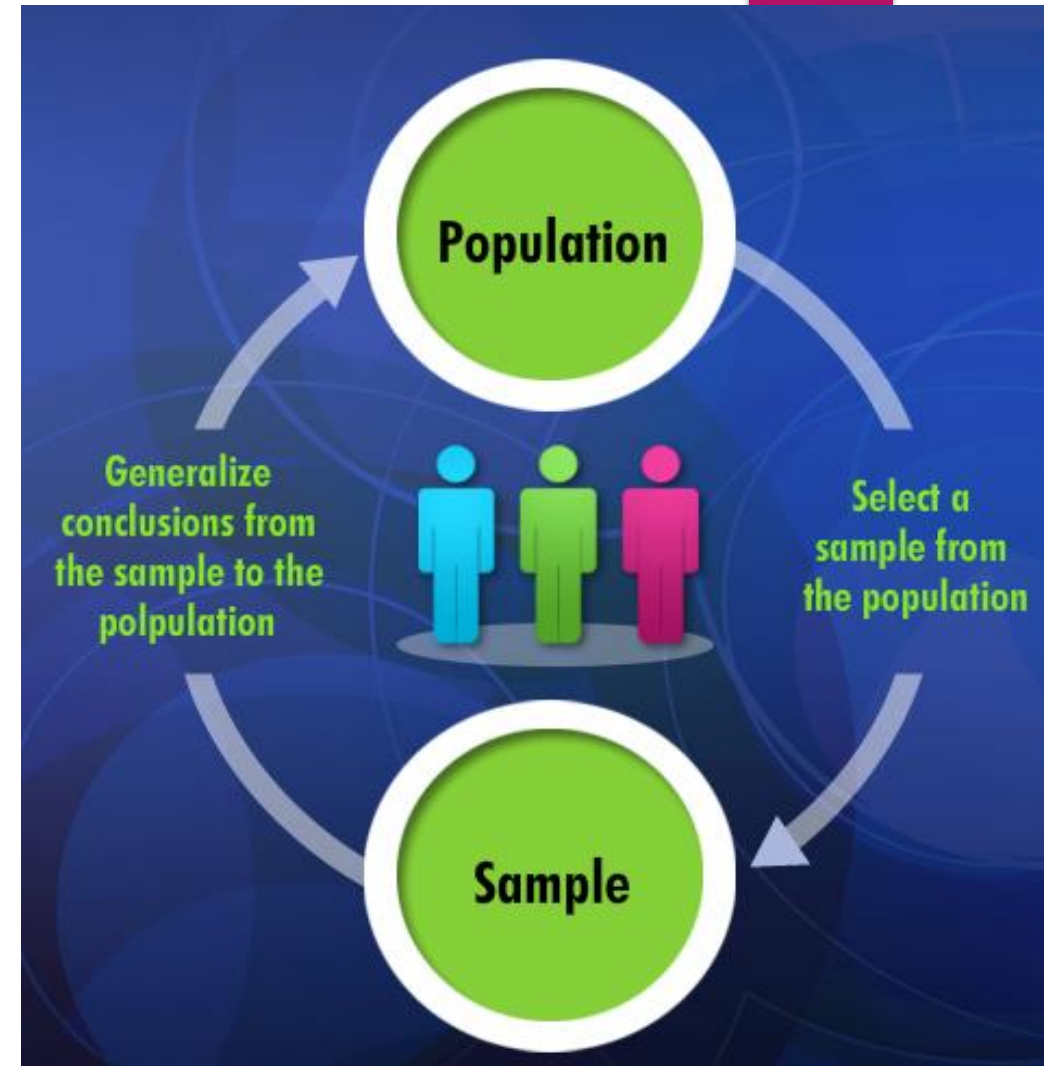 Population
Generalize
conclusions from
the sample to the
polpulation
Select a
sample from
the population
Sample